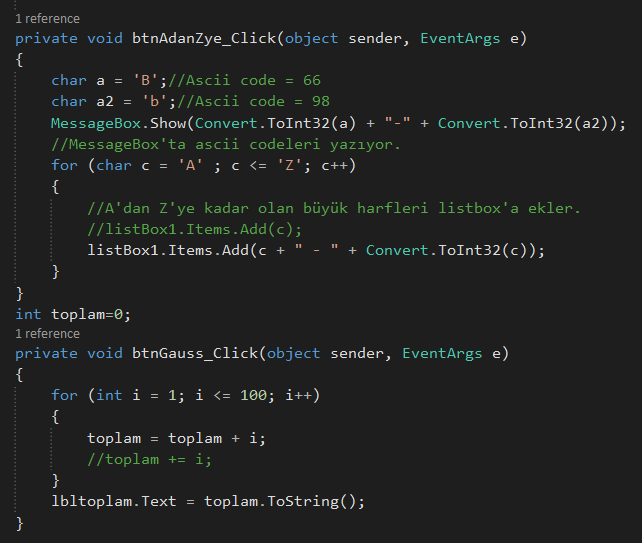 1 reference
private void btnAdanZye_Click(object sender, EventArgs e)
{
char a = 'B';//Ascii code = 66
char a2 = 'b';//Ascii code = 98
MessageBox.Show(Convert.ToInt32(a) + "-" + Convert.ToInt32(a2));
//MessageBox'ta ascii codeleri yazıyor.
for (char c = 'A' ; c <= 'Z'; c++)
{
//A'dan Z'ye kadar olan büyük harfleri listbox'a ekler.
//listBox1.Items.Add(c);
listBox1.Items.Add(c + " - " + Convert.ToInt32(c));
}
}
int toplam=0;
1 reference
private void btnGauss_Click(object sender, EventArgs e)
{
for (int i = 1; i <= 100; i++)
{
toplam = toplam + i;
//toplam += i;
}
lbltoplam.Text = toplam.ToString();
}